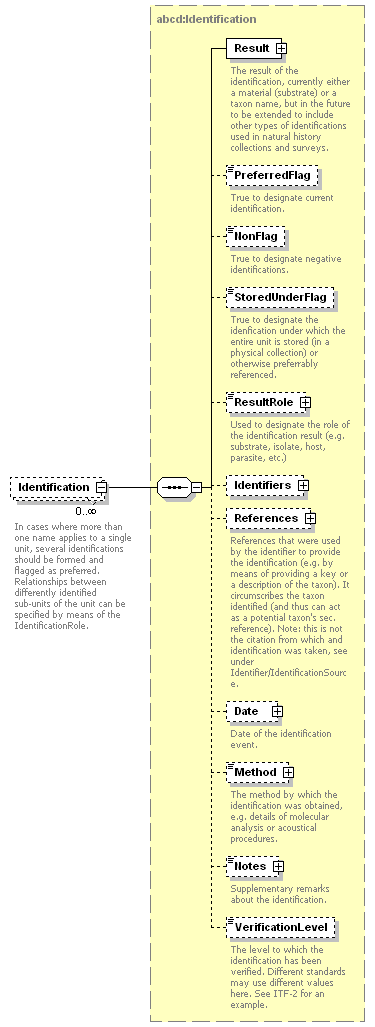 abcd:Identification
Result
The result of the
identification, currently either
a material (substrate) or a
taxon name, but in the future
to be extended to include
other types of identifications
used in natural history
collections and surveys.
PreferredFlag
True to designate current
identification.
NonFlag
True to designate negative
identifications.
StoredUnderFlag
True to designate the
idenfication under which the
entire unit is stored (in a
physical collection) or
otherwise preferrably
referenced.
ResultRole
Used to designate the role of
the identification result (e.g.
substrate, isolate, host,
parasite, etc.)
Identification
0..∞
In cases where more than
one name applies to a single
unit, several identifications
should be formed and
flagged as preferred.
Relationships between
differently identified
sub-units of the unit can be
specified by means of the
IdentificationRole.
Identifiers
References
References that were used
by the identifier to provide
the identification (e.g. by
means of providing a key or
a description of the taxon). It
circumscribes the taxon
identified (and thus can act
as a potential taxon's sec.
reference). Note: this is not
the citation from which and
identification was taken, see
under
Identifier/IdentificationSourc
e.
Date
Date of the identification
event.
Method
The method by which the
identification was obtained,
e.g. details of molecular
analysis or acoustical
procedures.
Notes
Supplementary remarks
about the identification.
VerificationLevel
The level to which the
identification has been
verified. Different standards
may use different values
here. See ITF-2 for an
example.